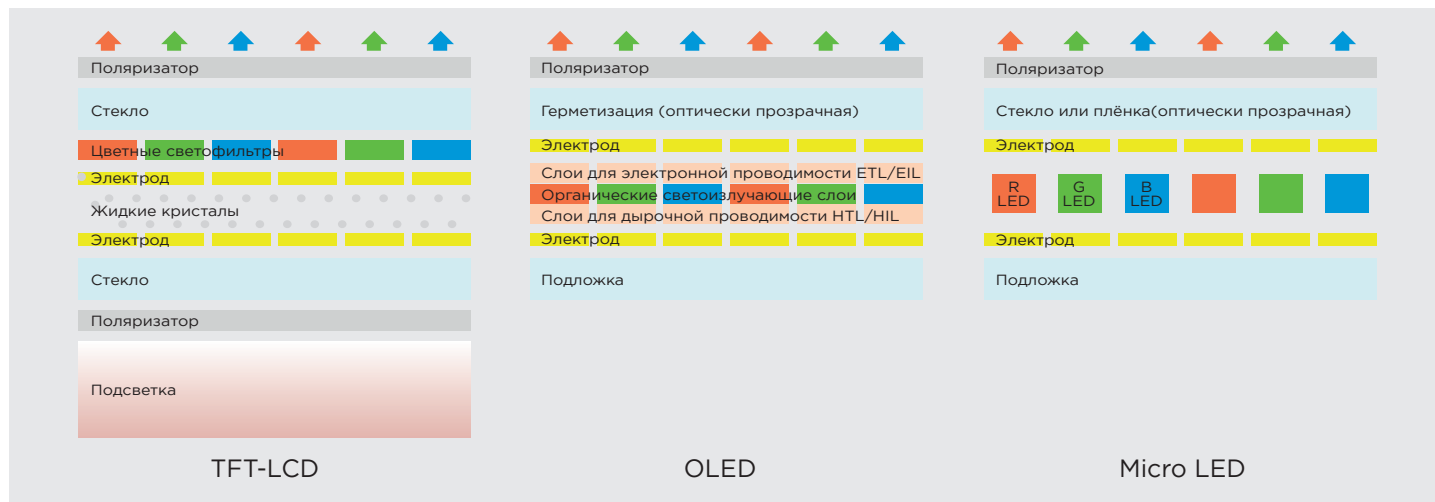 Поляризатор
Стекло
Цветные светофильтры
Электрод
Жидкие кристалы
Электрод
Стекло
Поляризатор
Подсветка
TFT-LCD
Поляризатор
Герметизация (оптически прозрачная)
Электрод
Слои для электронной проводимости ETL/EIL
Органические светоизлучающие слои
Слои для дырочной проводимости HTL/HIL
Электрод
Подложка
OLED
Поляризатор
Стекло или плёнка(оптически прозрачная)
Электрод
R
LED
G
LED
B
LED
Электрод
Подложка
Micro LED